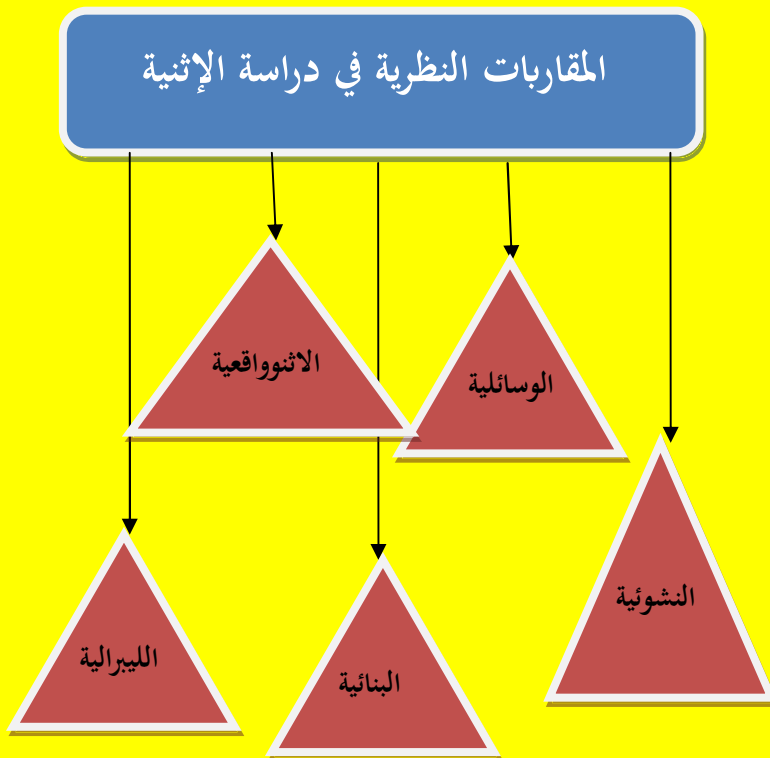 المقاربات النظرية في دراسة الإثنية
الاثنوواقعية
الوسائلية
النشوئية
الليبرالية
البنائية